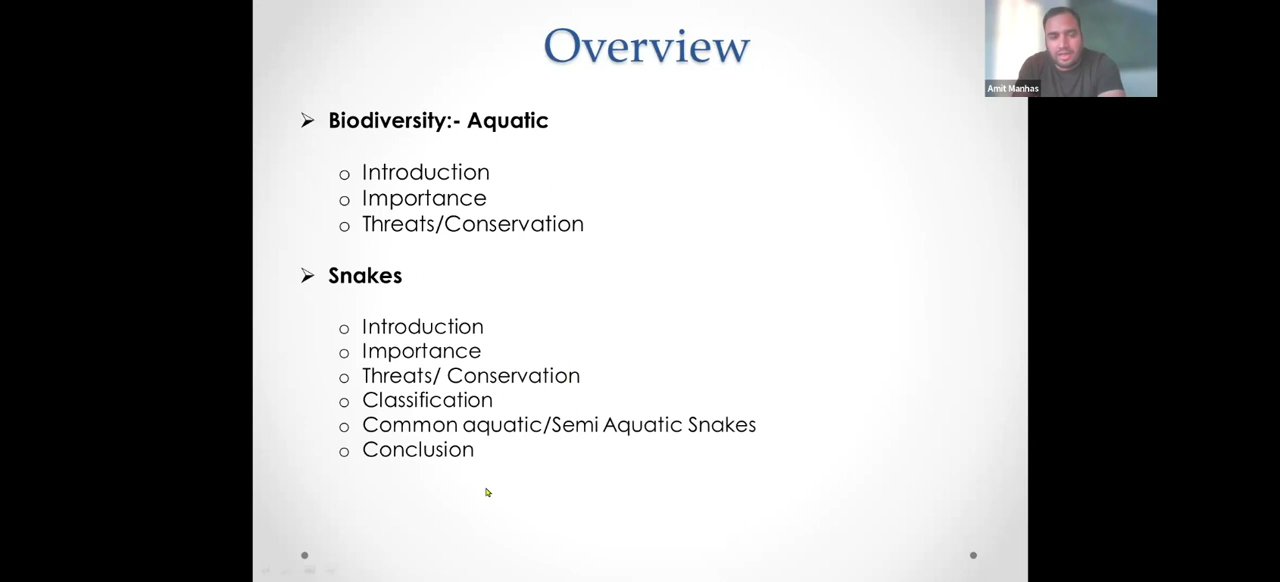 Overview
Amit Manhas
➢ Biodiversity:- Aquatic
o Introduction
o Importance
o Threats/Conservation
➢ Snakes
o Introduction
o Importance
o Threats/ Conservation
o Classification
o Common aquatic/Semi Aquatic Snakes
o Conclusion